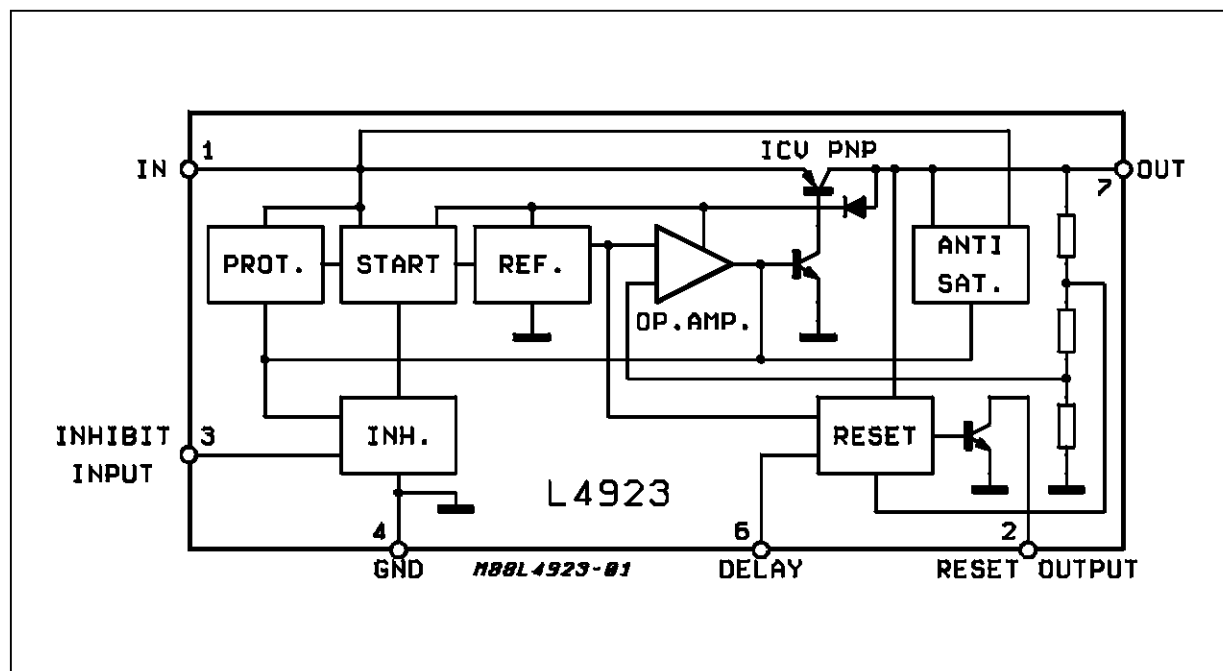 ICV PNP
IN
1
7
OUT
PROT.
START
REF.
ANTI
SAT.
OP.AMP.
INHIBIT
INPUT
3
INH.
RESET
L4923
4
GND
M88L4923-01
6
DELAY
2
RESET OUTPUT